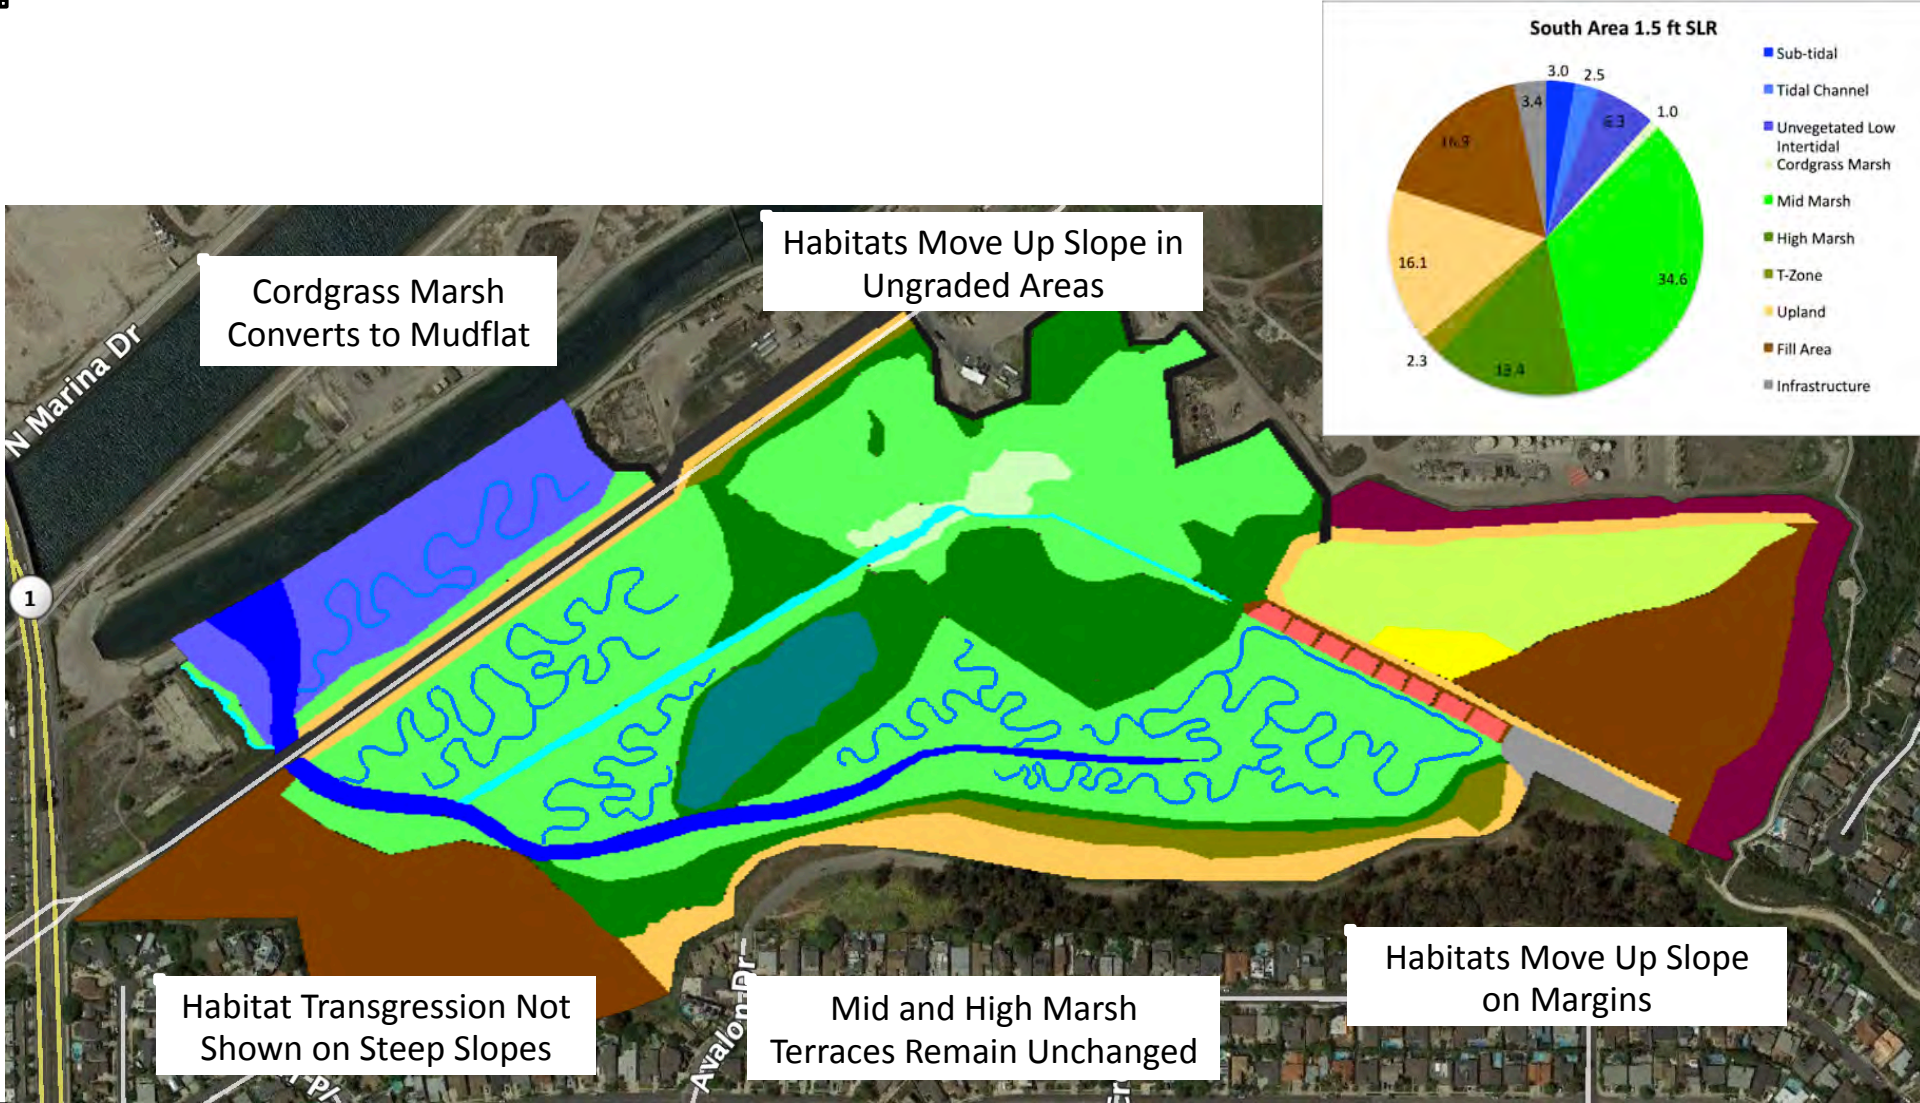 South Area 1.5 ft SLR
3.0
2.5
1.0
3.4
6.3
16.9
34.6
16.1
2.3
13.4
Sub-tidal
Tidal Channel
Unvegetated Low
Intertidal
Cordgrass Marsh
Mid Marsh
High Marsh
T-Zone
Upland
Fill Area
Infrastructure
Habitats Move Up Slope in
Ungraded Areas
Cordgrass Marsh
Converts to Mudflat
N Marina Dr
1
Habitats Move Up Slope
on Margins
Habitat Transgression Not
Shown on Steep Slopes
Mid and High Marsh
Terraces Remain Unchanged
Avalon Dr